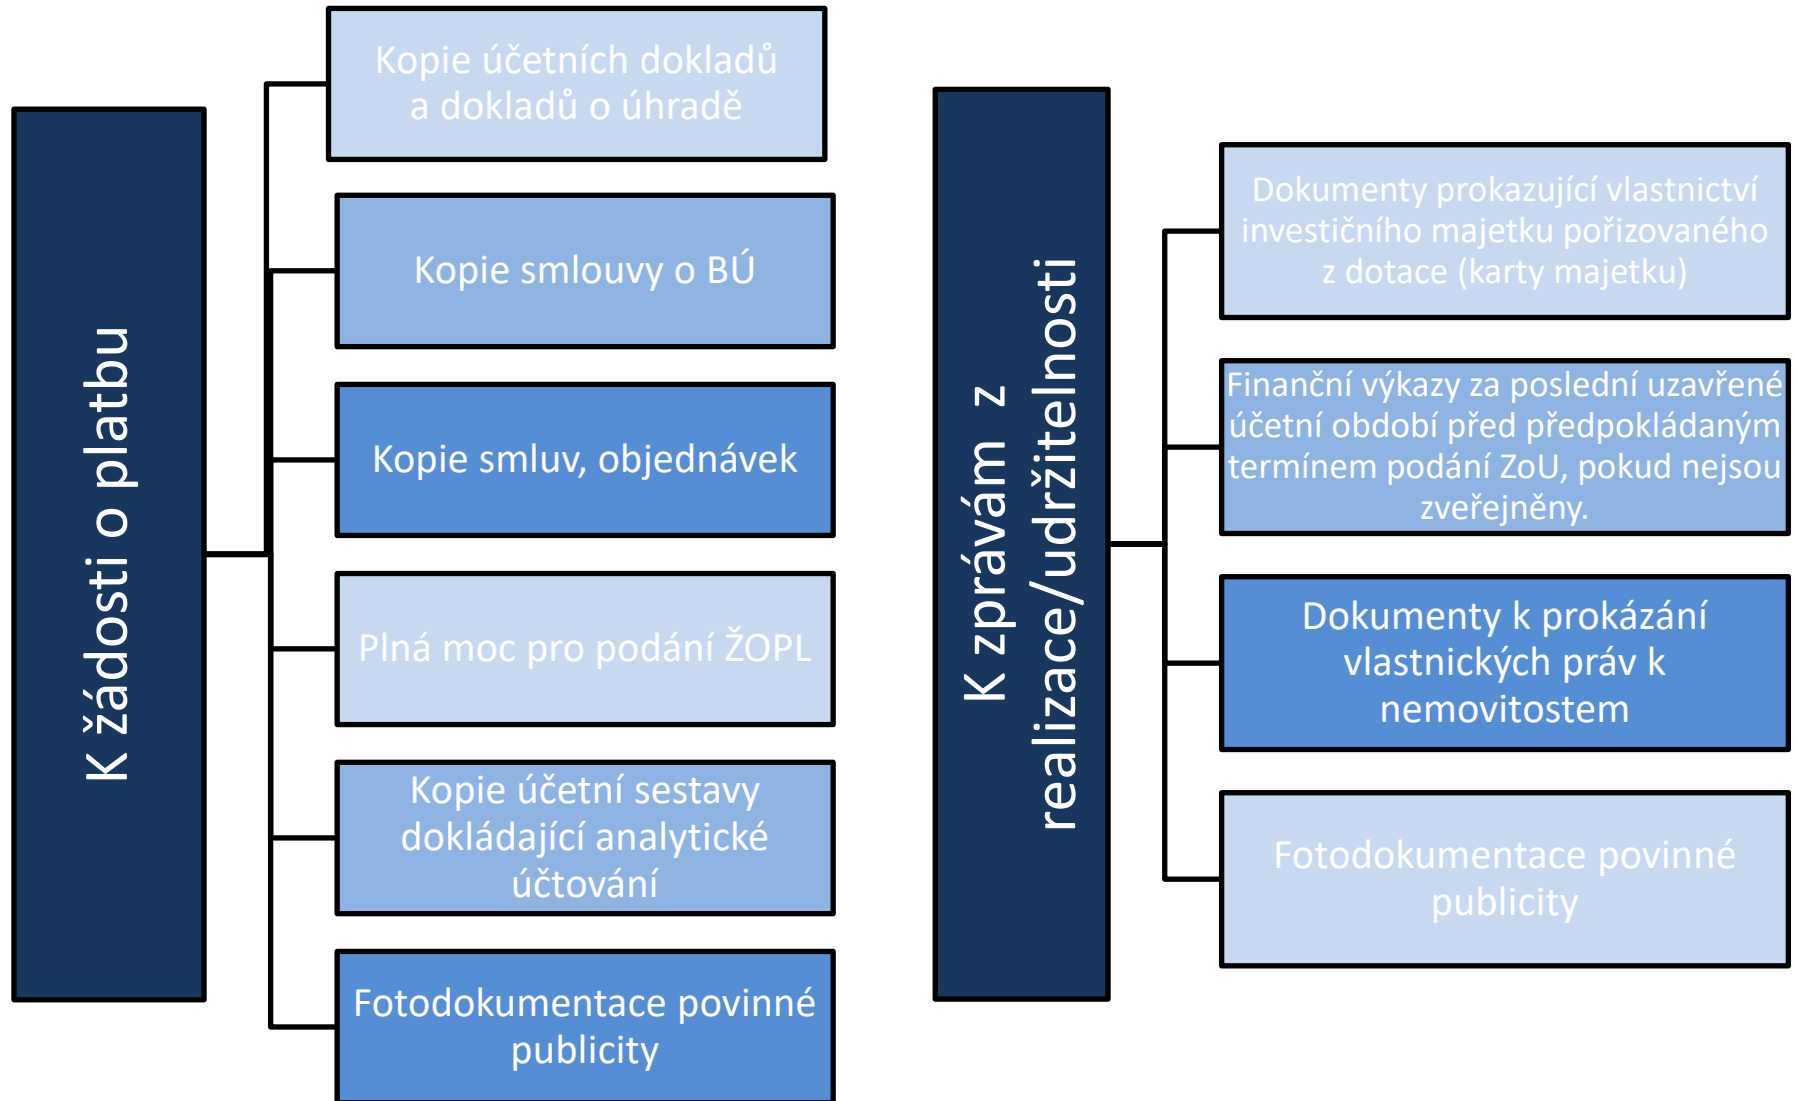 K žádosti o platbu
Kopie účetních dokladů
a dokladů o úhradě
Kopie smlouvy o BÚ
Kopie smluv, objednávek
Plná moc pro podání ŽOPL
Kopie účetní sestavy
dokládající analytické
účtování
Fotodokumentace povinné
publicity
K zprávám z
realizace/udržitelnosti
Dokumenty prokazující vlastnictví
investičního majetku pořizovaného
z dotace (karty majetku)
Finanční výkazy za poslední uzavřené
účetní období před předpokládaným
termínem podání ZoU, pokud nejsou
zveřejněny.
Dokumenty k prokázání
vlastnických práv k
nemovitostem
Fotodokumentace povinné
publicity